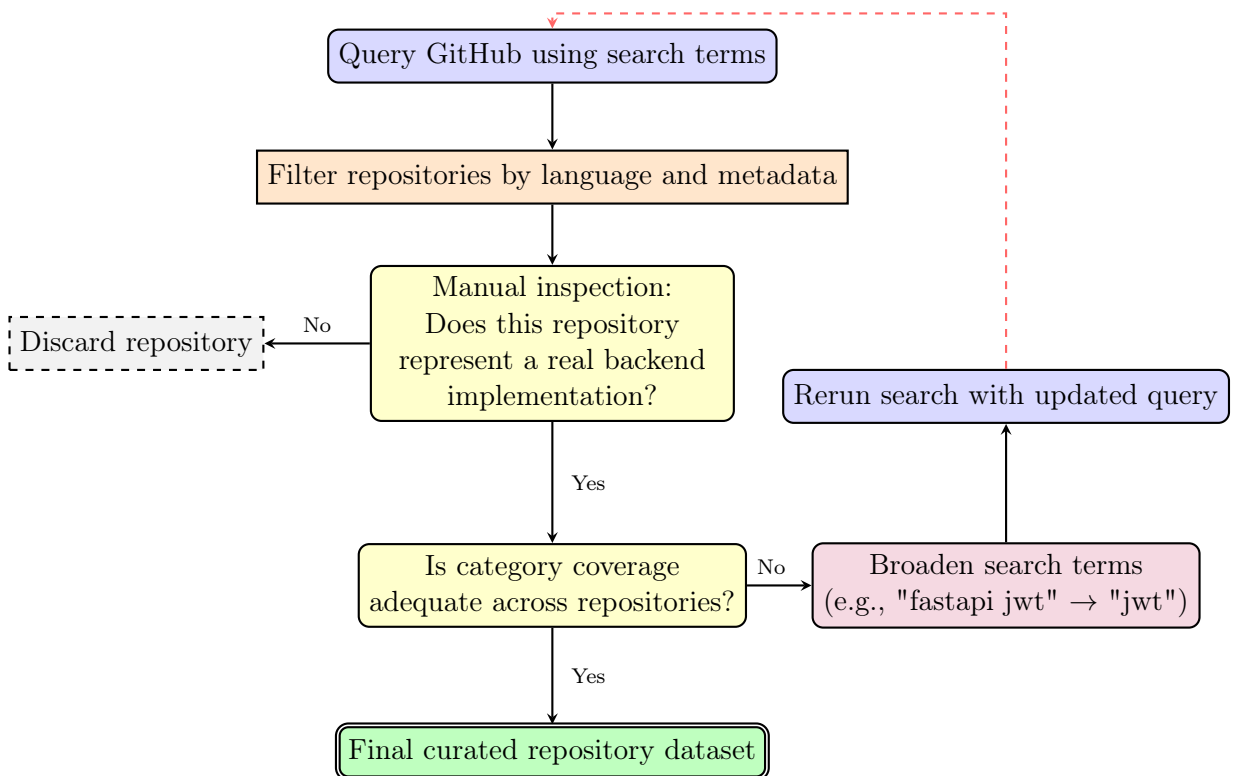 Query GitHub using search terms
Filter repositories by language and metadata
Manual inspection:
Does this repository
represent a real backend
implementation?
No
Discard repository
Rerun search with updated query
Yes
Is category coverage
adequate across repositories?
No
Broaden search terms
(e.g., "fastapi jwt" → "jwt")
Yes
Final curated repository dataset